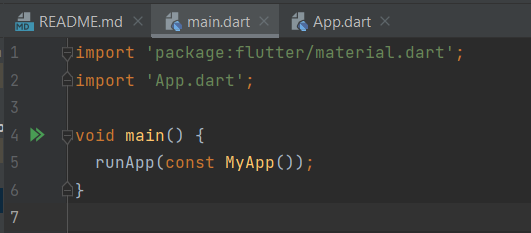 README.md main.dart App.dart
1 import 'package:flutter/material.dart';
2 import 'App.dart';
3
4 void main() {
5 runApp(const MyApp());
6 }
7